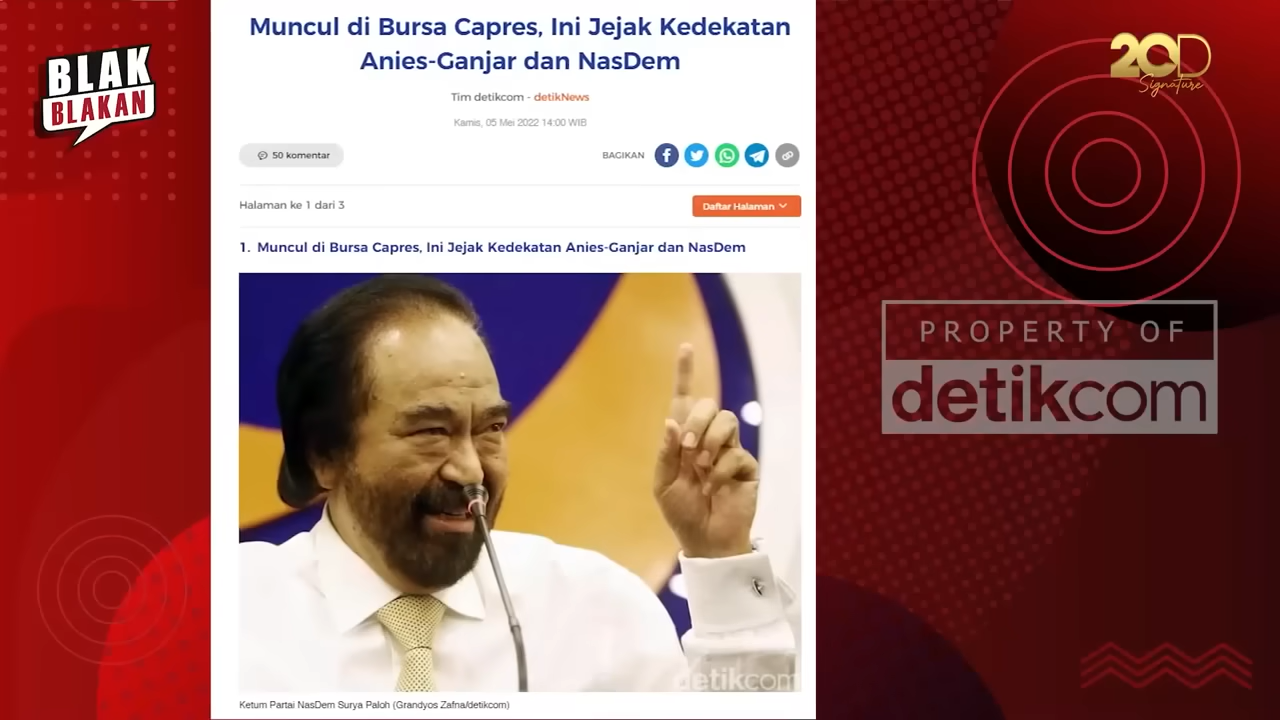 BLAK
BLAKAN
20D
Signature
Muncul di Bursa Capres, Ini Jejak Kedekatan
Anies-Ganjar dan NasDem
Tim detikcom - detikNews
Kamis, 05 Mei 2022 14:00 WIB
50 komentar
BAGIKAN
Halaman ke 1 dari 3
Daftar Halaman
1. Muncul di Bursa Capres, Ini Jejak Kedekatan Anies-Ganjar dan NasDem
PROPERTY OF
detikcom
detikcom
Ketum Partai NasDem Surya Paloh (Grandyos Zafna/detikcom)